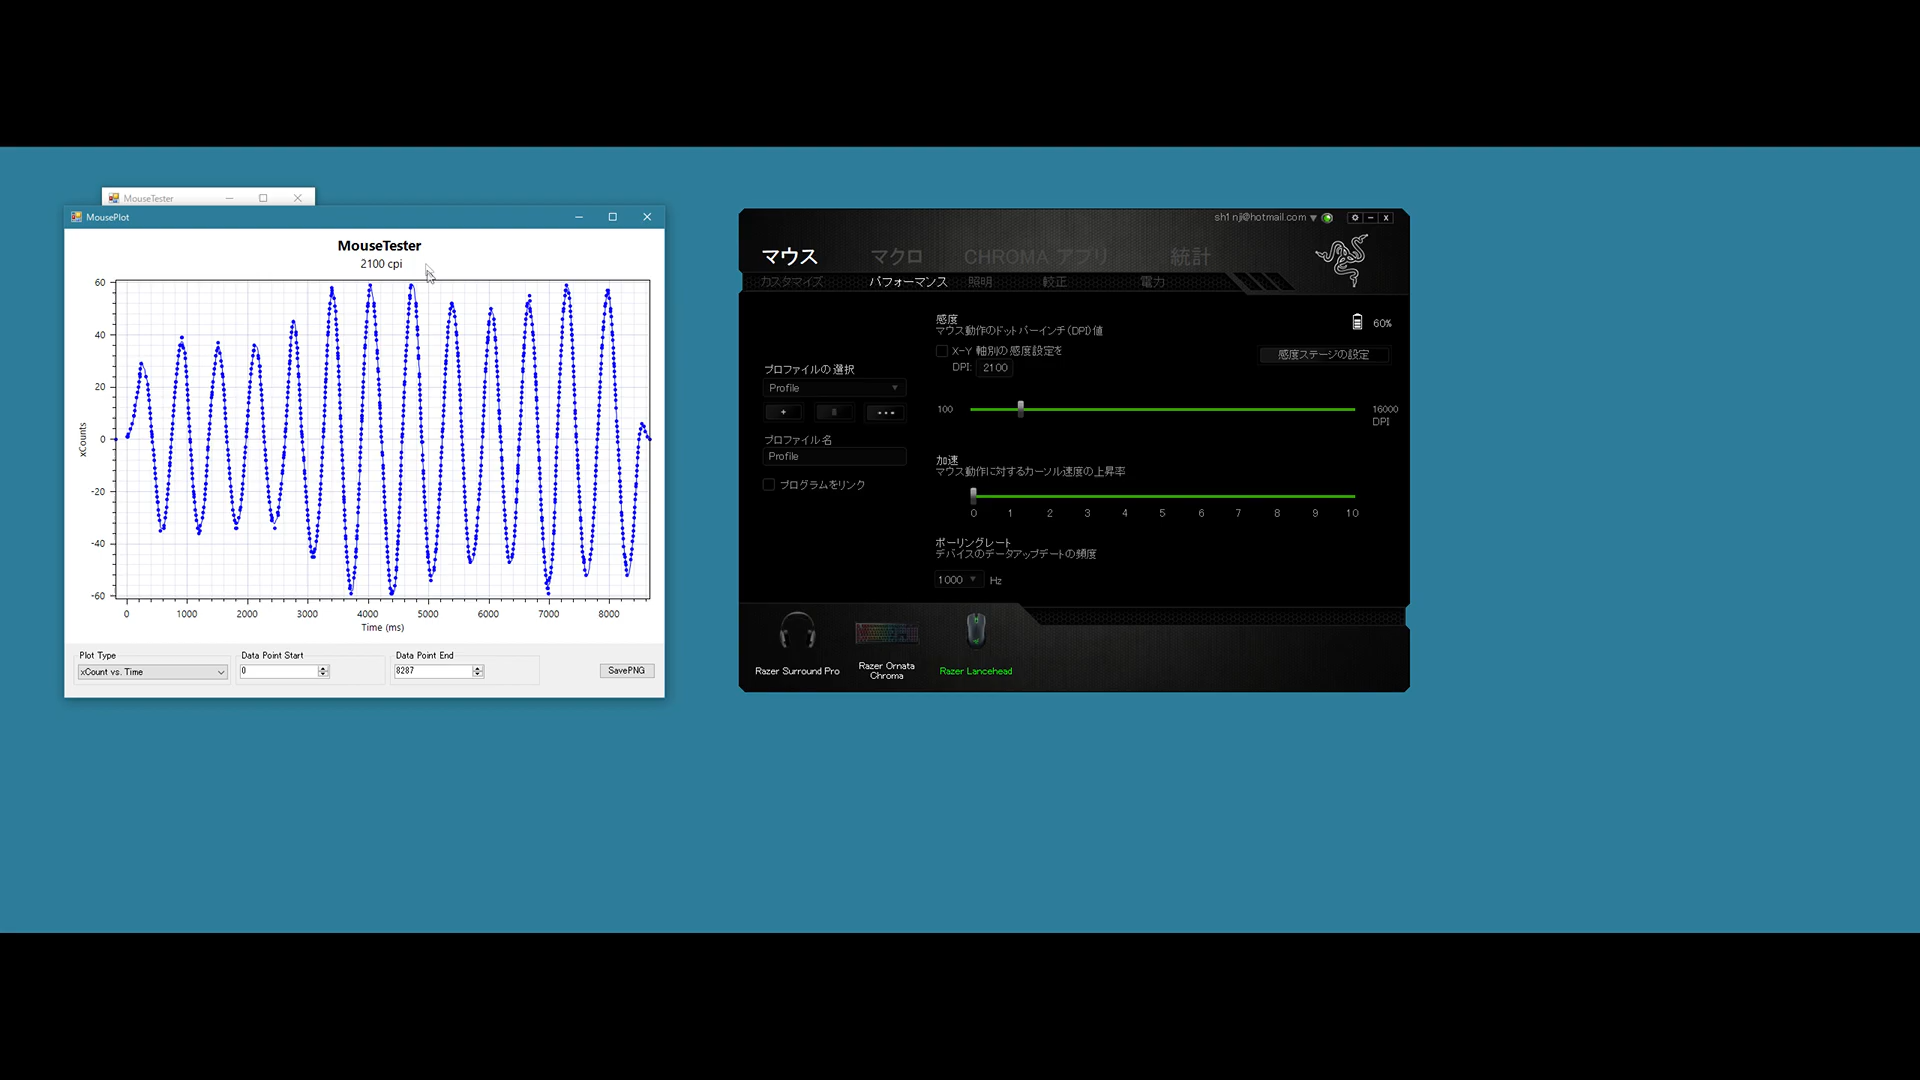 MouseTester
MousePlot
MouseTester
2100 cpi
60
40
20
0
-20
-40
-60
xCounts
0 1000 2000 3000 4000 5000 6000 7000 8000
Time (ms)
Plot Type
xCount vs. Time
Data Point Start
0
Data Point End
8287
SavePNG
sh1nji@hotmail.com
マウス マクロ CHROMA アプリ 統計
カスタマイズ パフォーマンス 照明 較正 電力
プロファイルの選択
Profile
プロファイル名
Profile
プログラムをリンク
感度
マウス動作のドットパーインチ(DPI)値
X-Y 軸別の感度設定を
DPI: 2100
60%
感度ステージの設定
100
16000
DPI
加速
マウス動作に対するカーソル速度の上昇率
0 1 2 3 4 5 6 7 8 9 10
ポーリングレート
デバイスのデータアップデートの頻度
1000 Hz
Razer Surround Pro
Razer Ornata
Chroma
Razer Lancehead